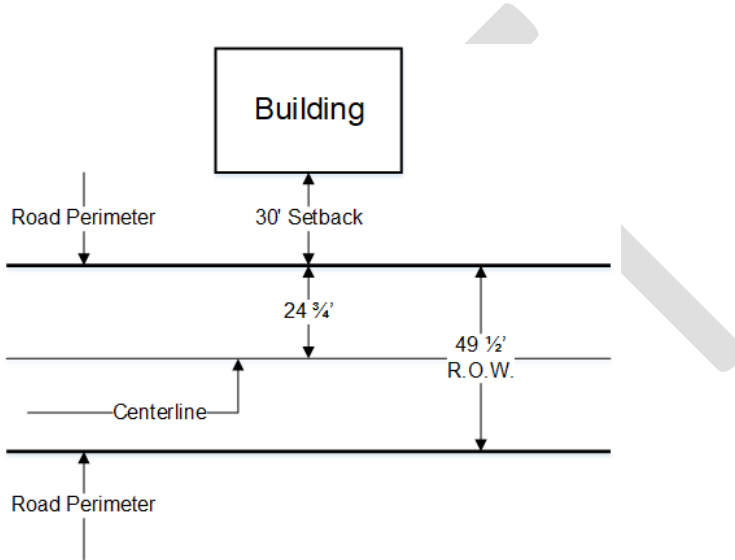 Building
Road Perimeter
30' Setback
24 ¾'
49 ½'
R.O.W.
Centerline
Road Perimeter